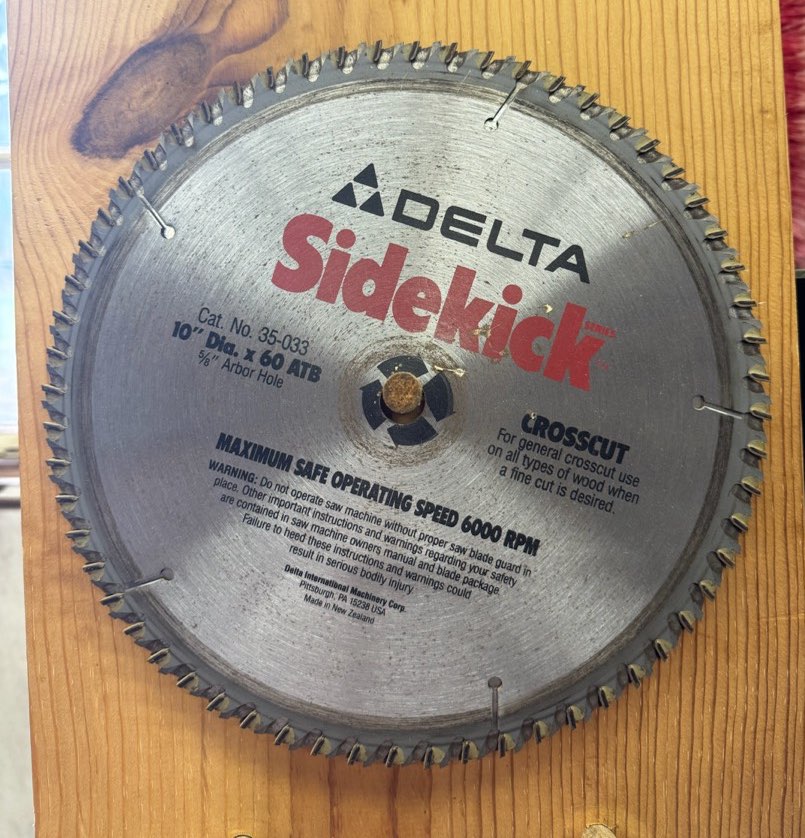 DELTA
Sidekick
SERIES
Cat. No. 35-033
10" Dia. x 60 ATB
5/8" Arbor Hole
CROSSCUT
For general crosscut use
on all types of wood when
a fine cut is desired.
MAXIMUM SAFE OPERATING SPEED 6000 RPM
WARNING: Do not operate saw machine without proper saw blade guard in
place. Other important instructions and warnings regarding your safety
are contained in saw machine owners manual and blade package.
Failure to heed these instructions and warnings could
result in serious bodily injury.
Delta International Machinery Corp.
Pittsburgh, PA 15238 USA
Made in New Zealand